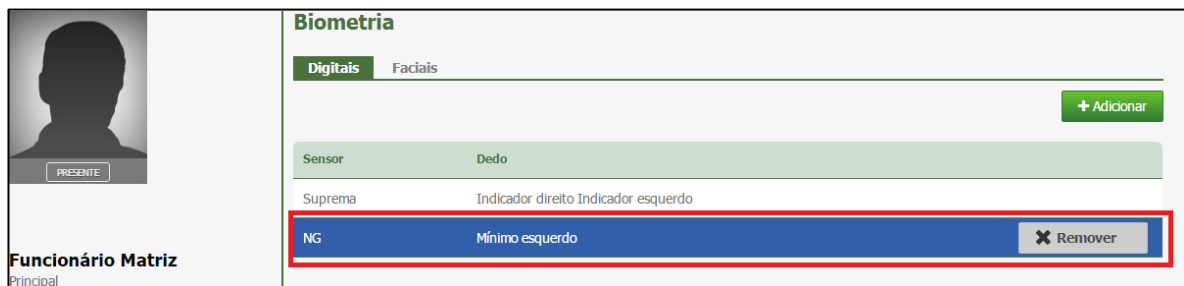 Biometria
Digitais Faciais
+ Adicionar
PRESENTE
Sensor Dedo
Suprema Indicador direito Indicador esquerdo
NG Mínimo esquerdo Remover
Funcionário Matriz
Principal